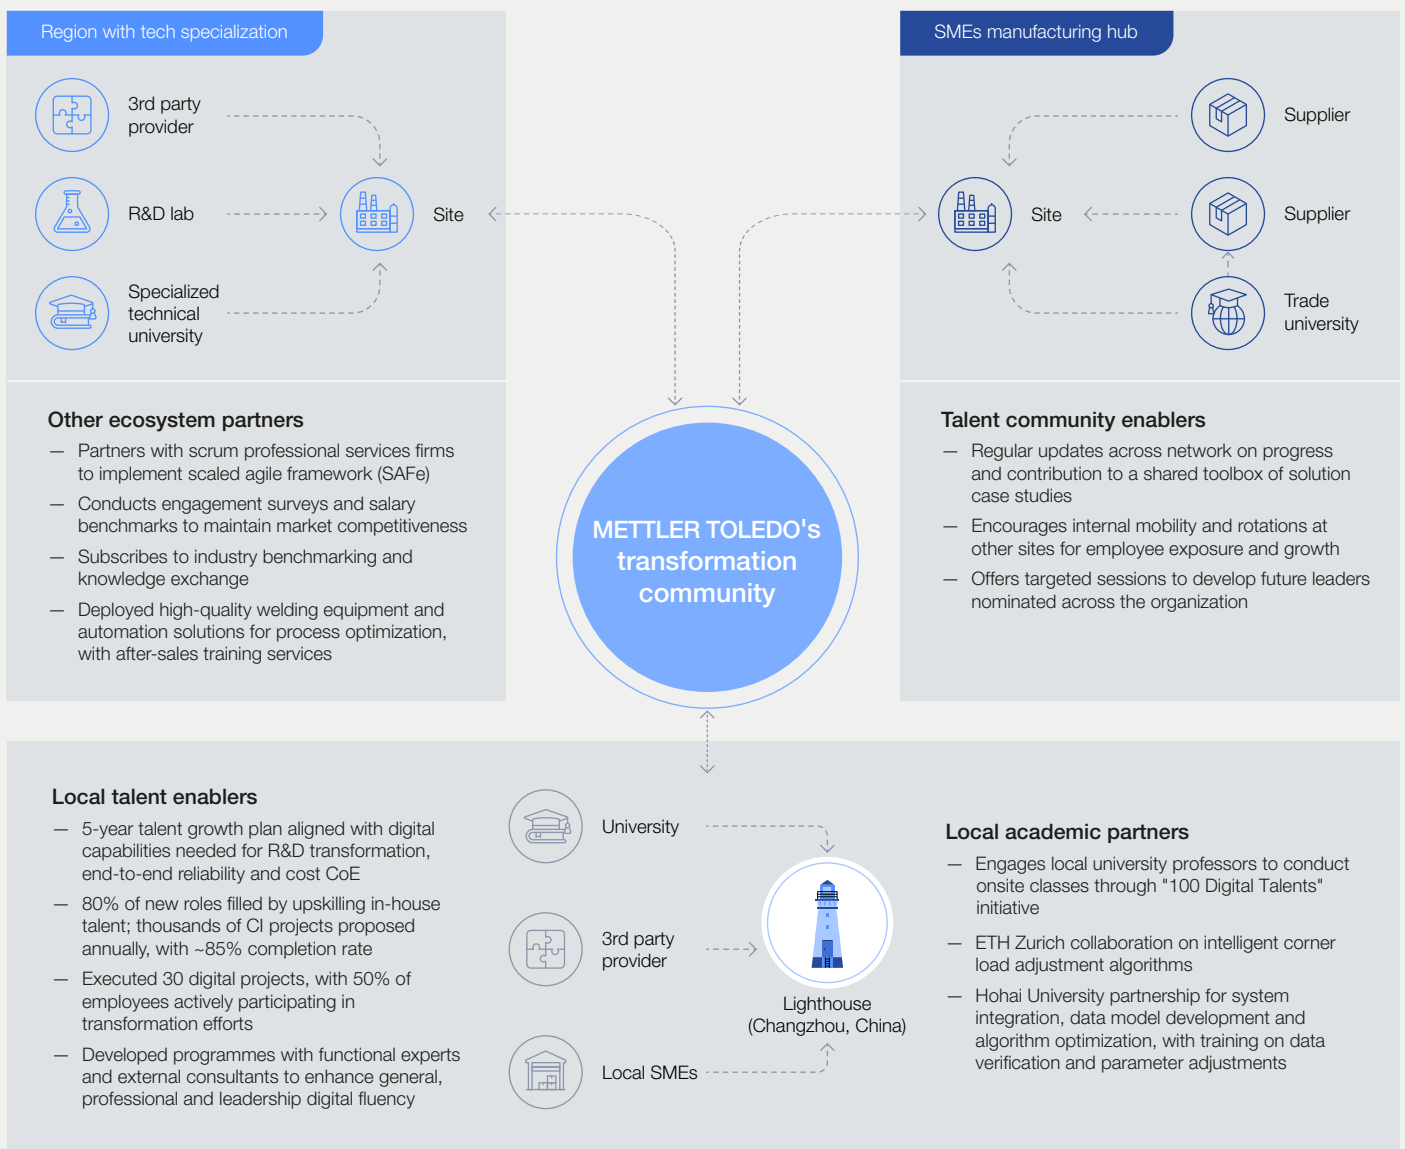 Region with tech specialization
3rd party
provider
R&D lab
Specialized
technical
university
Site
SMEs manufacturing hub
Supplier
Site
Supplier
Trade
university
Other ecosystem partners
— Partners with scrum professional services firms
to implement scaled agile framework (SAFe)
— Conducts engagement surveys and salary
benchmarks to maintain market competitiveness
— Subscribes to industry benchmarking and
knowledge exchange
— Deployed high-quality welding equipment and
automation solutions for process optimization,
with after-sales training services
METTLER TOLEDO's
transformation
community
Talent community enablers
— Regular updates across network on progress
and contribution to a shared toolbox of solution
case studies
— Encourages internal mobility and rotations at
other sites for employee exposure and growth
— Offers targeted sessions to develop future leaders
nominated across the organization
Local talent enablers
— 5-year talent growth plan aligned with digital
capabilities needed for R&D transformation,
end-to-end reliability and cost CoE
— 80% of new roles filled by upskilling in-house
talent; thousands of CI projects proposed
annually, with ~85% completion rate
— Executed 30 digital projects, with 50% of
employees actively participating in
transformation efforts
— Developed programmes with functional experts
and external consultants to enhance general,
professional and leadership digital fluency
University
3rd party
provider
Local SMEs
Lighthouse
(Changzhou, China)
Local academic partners
— Engages local university professors to conduct
onsite classes through "100 Digital Talents"
initiative
— ETH Zurich collaboration on intelligent corner
load adjustment algorithms
— Hohai University partnership for system
integration, data model development and
algorithm optimization, with training on data
verification and parameter adjustments